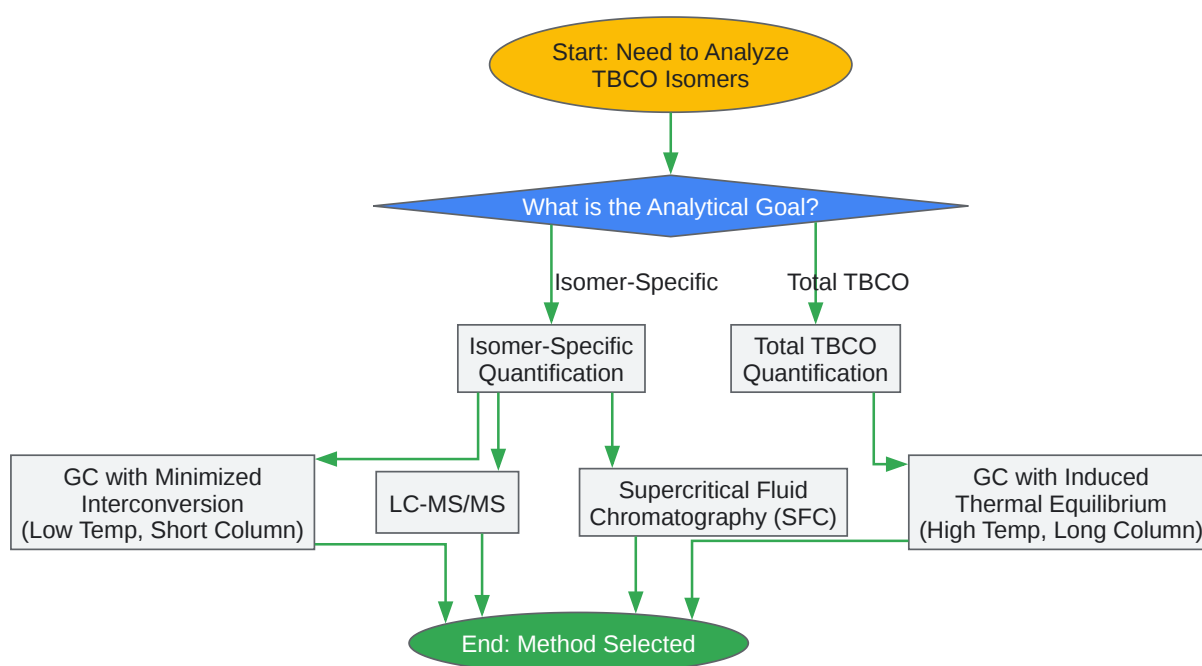 Start: Need to Analyze
TBCO Isomers
What is the Analytical Goal?
Isomer-Specific
Total TBCO
Isomer-Specific
Quantification
Total TBCO
Quantification
GC with Minimized
Interconversion
(Low Temp, Short Column)
LC-MS/MS
Supercritical Fluid
Chromatography (SFC)
GC with Induced
Thermal Equilibrium
(High Temp, Long Column)
End: Method Selected